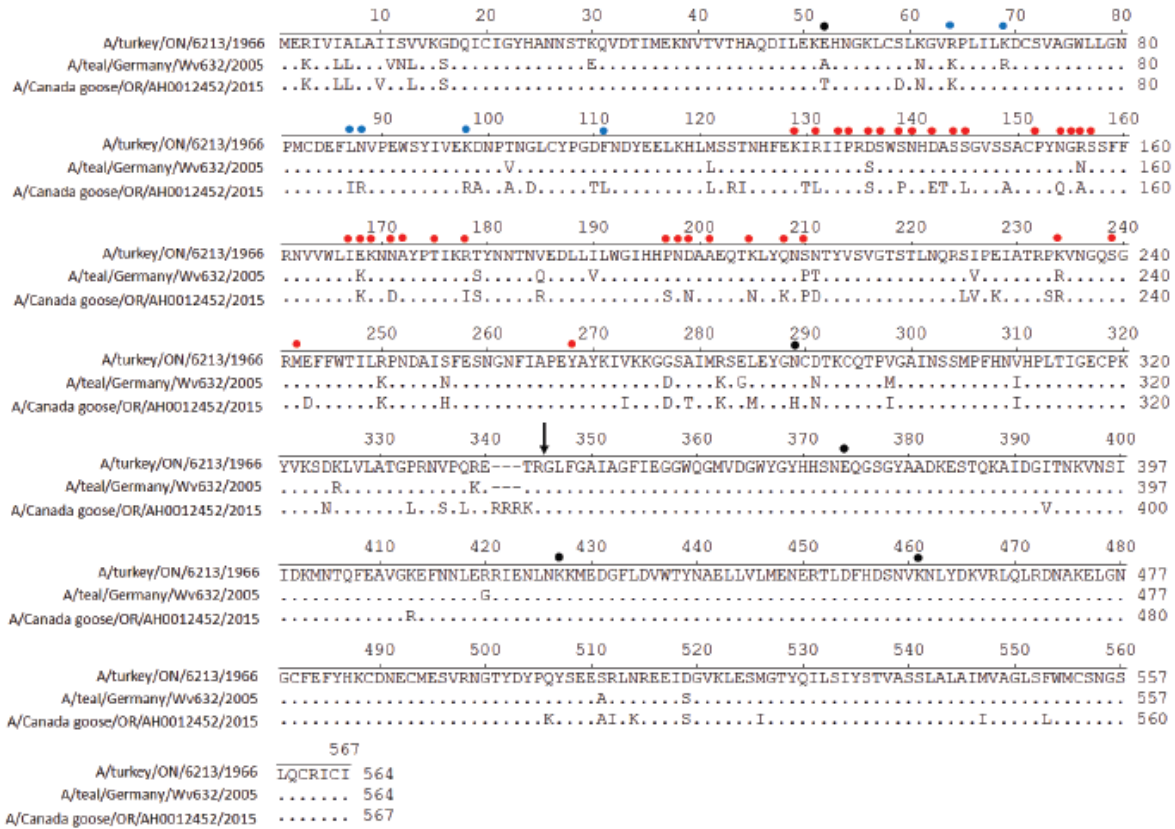 10 20 30 40 50 60 70 80
A/turkey/ON/6213/1966 MERIVIALAIISVVKGDQICIGYHANNSTKQVDTIMEKNVTVTHAQDILEKEHNGKLCSLKGVRPLILKDCSVAGWLLGN 80
A/teal/Germany/Wv632/2005 ..K..LL...VNL..S.............E.....................A........N..K....R........... 80
A/Canada goose/OR/AH0012452/2015 ..K..LL..V..L..S...................................T......D.N..K................ 80
90 100 110 120 130 140 150 160
A/turkey/ON/6213/1966 PMCDEFLNVPEWSYIVEKDNPTNGLCYPGDFNDYEELKHLMSSTNHFEKIRIIPRDSWSNHDASSGVSSACPYNGRSSFF 160
A/teal/Germany/Wv632/2005 .....................V..................L..............S...................N.... 160
A/Canada goose/OR/AH0012452/2015 ......IR.........RA..A.D.....TL.........L.RI.....TL....S..P..ET.L...A....D.A.... 160
170 180 190 200 210 220 230 240
A/turkey/ON/6213/1966 RNVVWLIEKNNAYPTIKRTYNNTNVEDLLILWGIHHPNDAAEQTKLYQNSNTYVSVGTSTLNQRSIPEIATRPKVNGQSG 240
A/teal/Germany/Wv632/2005 .......K..........S.....Q....V...................PT..............V.......R...... 240
A/Canada goose/OR/AH0012452/2015 .......K..D......IS.....R...........S.N.....N..K.PD.............LV.K....IR...... 240
250 260 270 280 290 300 310 320
A/turkey/ON/6213/1966 RMEFFWTILRPNDAISFESNGNFIAPEYAYKIVKKGGSAIMRSELEYGNCDTKCQTPVGAINSSMPFHNVHPLTIGECPK 320
A/teal/Germany/Wv632/2005 .........K.....N....................D....K.G......N......M...........I.......... 320
A/Canada goose/OR/AH0012452/2015 ..D......K.....H................I...D.T..K..M...H.N......I...........I.......... 320
330 340 350 360 370 380 390 400
A/turkey/ON/6213/1966 YVKSDKLVLATGPRNVPQRE---TRGLFGAIAGFIEGGWQGMVDGWYGYHHSNEQGSGYAADKESTQKAIDGITNKVNSI 397
A/teal/Germany/Wv632/2005 .....R............K.---......................................................... 397
A/Canada goose/OR/AH0012452/2015 ....N.......L..S.L..RRRK................................................V....... 400
410 420 430 440 450 460 470 480
A/turkey/ON/6213/1966 IDKMNTQFEAVGKEFNNLERRIENLNKKMEDGFLDVWTYNAELLVLMENERTLDFHDSNVKNLYDKVRLQLRDNAKELGN 477
A/teal/Germany/Wv632/2005 ...................G............................................................ 477
A/Canada goose/OR/AH0012452/2015 ............R................................................................... 480
490 500 510 520 530 540 550 560
A/turkey/ON/6213/1966 GCFEFYHKCDNECMESVRNGTYDYPQYSEESRLNREEIDGVKLESMGTYQILSIYSTVASSLALAIMVAGLSFWMCSNGS 557
A/teal/Germany/Wv632/2005 ..............................A.......S......................................... 557
A/Canada goose/OR/AH0012452/2015 .........................K....AI.K....S......I....................V.....L....... 560
567
A/turkey/ON/6213/1966 LQCRICI 564
A/teal/Germany/Wv632/2005 ....... 564
A/Canada goose/OR/AH0012452/2015 ....... 567